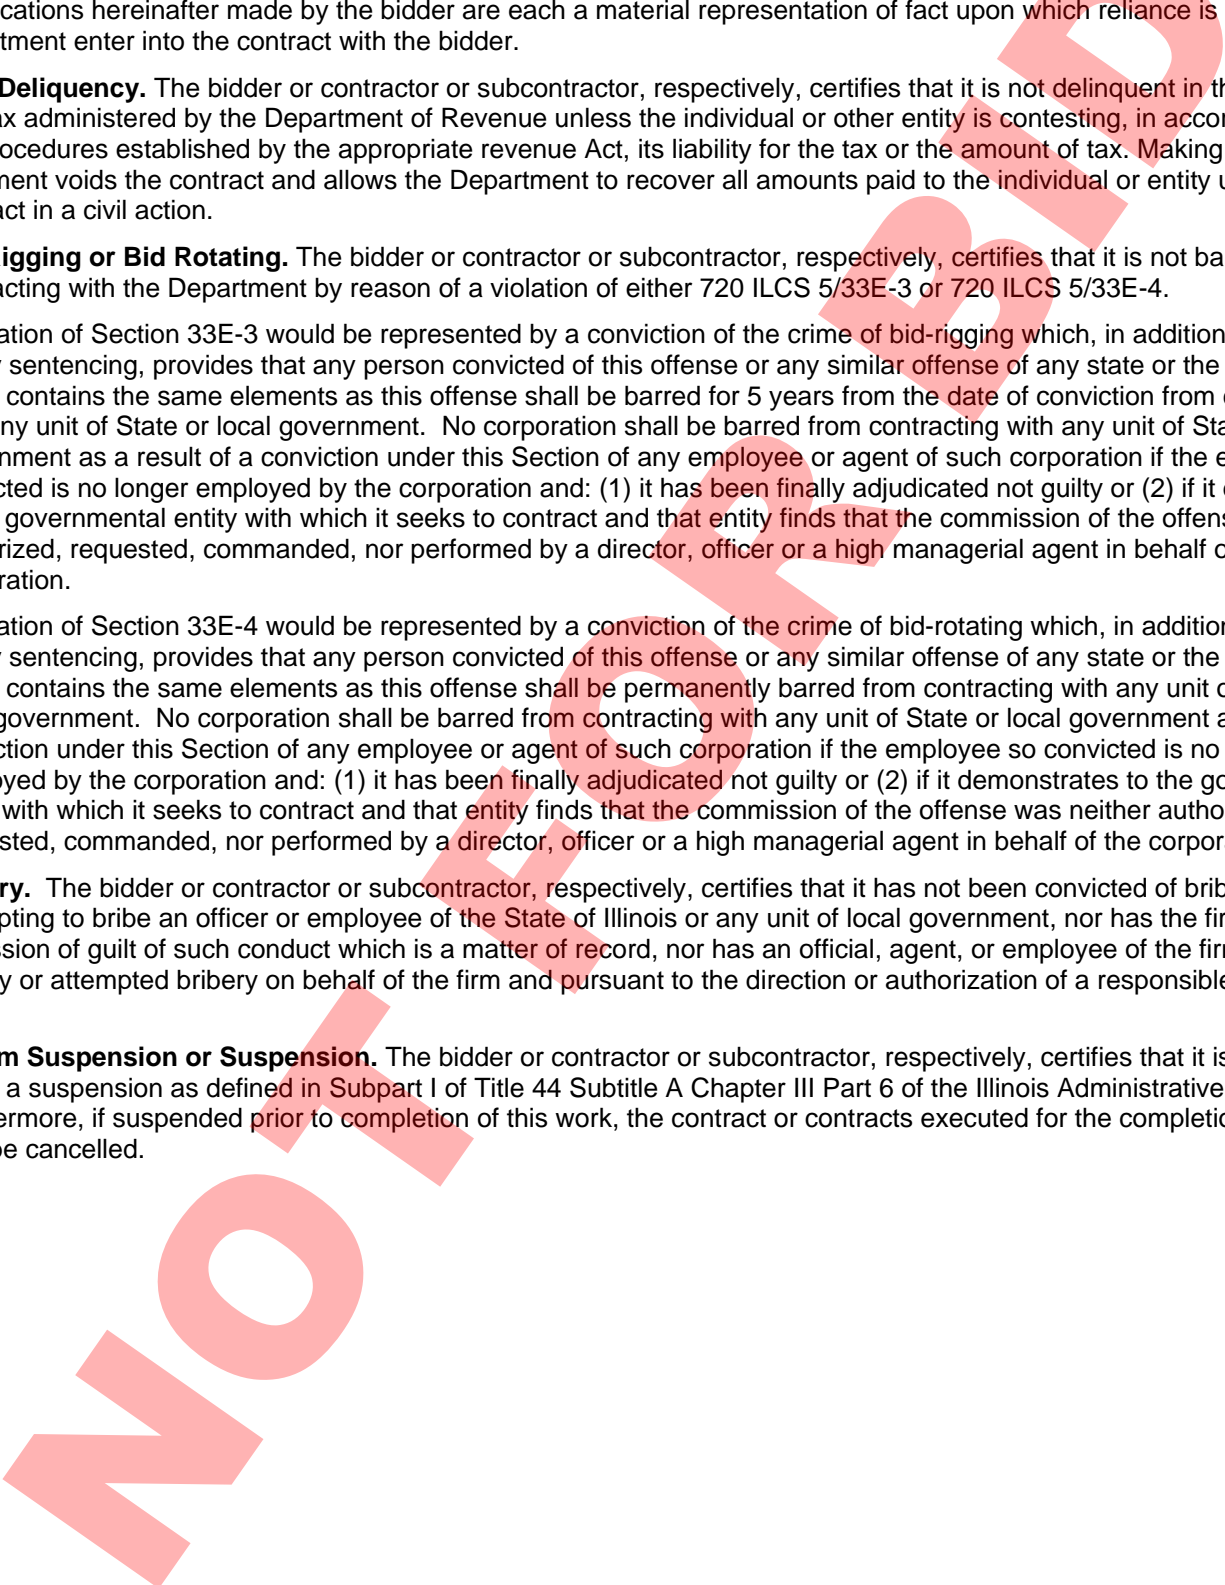 cations hereinafter made by the bidder are each a material representation of fact upon which reliance is
tment enter into the contract with the bidder.
Deliquency. The bidder or contractor or subcontractor, respectively, certifies that it is not delinquent in th
ax administered by the Department of Revenue unless the individual or other entity is contesting, in accor
ocedures established by the appropriate revenue Act, its liability for the tax or the amount of tax. Making
ment voids the contract and allows the Department to recover all amounts paid to the individual or entity u
act in a civil action.
igging or Bid Rotating. The bidder or contractor or subcontractor, respectively, certifies that it is not ba
acting with the Department by reason of a violation of either 720 ILCS 5/33E-3 or 720 ILCS 5/33E-4.
ation of Section 33E-3 would be represented by a conviction of the crime of bid-rigging which, in addition
y sentencing, provides that any person convicted of this offense or any similar offense of any state or the
contains the same elements as this offense shall be barred for 5 years from the date of conviction from c
ny unit of State or local government. No corporation shall be barred from contracting with any unit of Sta
nment as a result of a conviction under this Section of any employee or agent of such corporation if the e
cted is no longer employed by the corporation and: (1) it has been finally adjudicated not guilty or (2) if it
governmental entity with which it seeks to contract and that entity finds that the commission of the offens
rized, requested, commanded, nor performed by a director, officer or a high managerial agent in behalf o
ration.
ation of Section 33E-4 would be represented by a conviction of the crime of bid-rotating which, in addition
y sentencing, provides that any person convicted of this offense or any similar offense of any state or the
contains the same elements as this offense shall be permanently barred from contracting with any unit o
government. No corporation shall be barred from contracting with any unit of State or local government a
ction under this Section of any employee or agent of such corporation if the employee so convicted is no
oyed by the corporation and: (1) it has been finally adjudicated not guilty or (2) if it demonstrates to the go
with which it seeks to contract and that entity finds that the commission of the offense was neither autho
sted, commanded, nor performed by a director, officer or a high managerial agent in behalf of the corpor
ry. The bidder or contractor or subcontractor, respectively, certifies that it has not been convicted of brib
pting to bribe an officer or employee of the State of Illinois or any unit of local government, nor has the fir
ssion of guilt of such conduct which is a matter of record, nor has an official, agent, or employee of the fir
y or attempted bribery on behalf of the firm and pursuant to the direction or authorization of a responsible
m Suspension or Suspension. The bidder or contractor or subcontractor, respectively, certifies that it is
a suspension as defined in Subpart I of Title 44 Subtitle A Chapter III Part 6 of the Illinois Administrative
ermore, if suspended prior to completion of this work, the contract or contracts executed for the completic
be cancelled.
NOT FOR BID